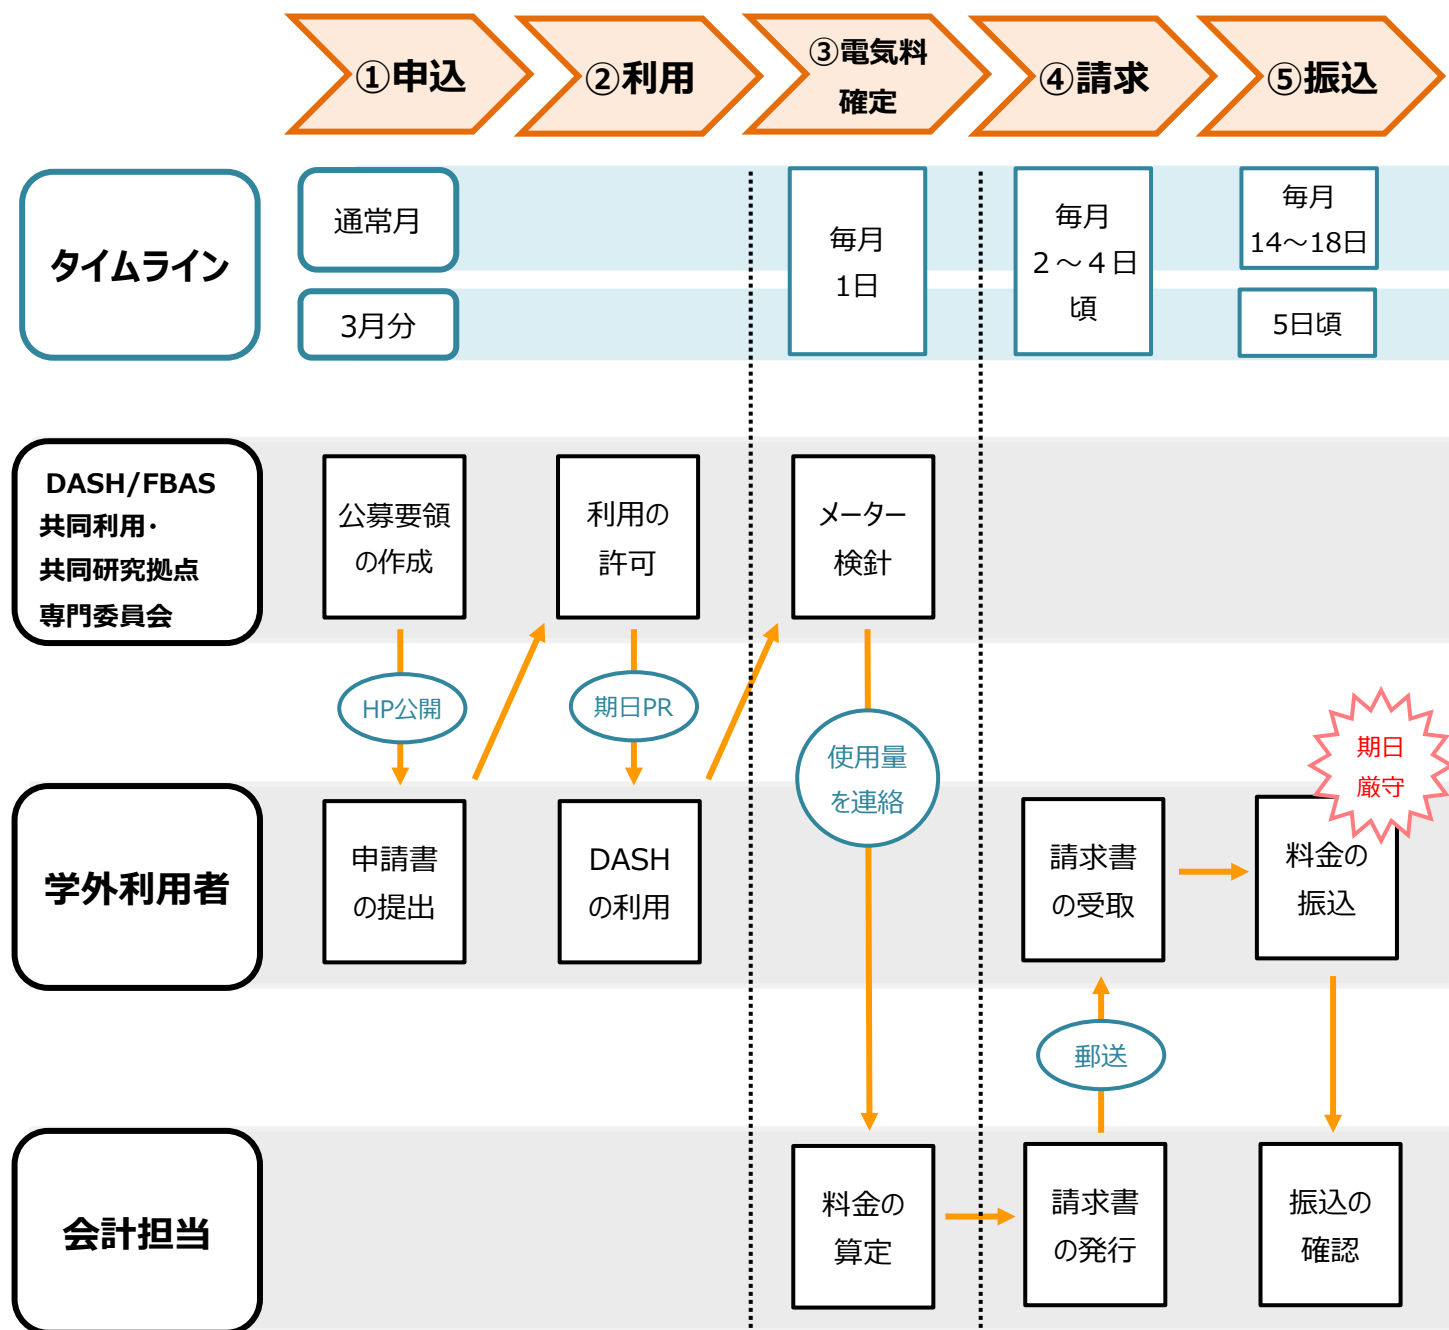 ①申込
②利用
③電気料
確定
④請求
⑤振込
タイムライン
通常月
3月分
毎月
1日
毎月
２～４日
頃
毎月
14～18日
5日頃
DASH/FBAS
共同利用・
共同研究拠点
専門委員会
公募要領
の作成
利用の
許可
メーター
検針
HP公開
期日PR
使用量
を連絡
期日
厳守
学外利用者
申請書
の提出
DASH
の利用
請求書
の受取
料金の
振込
郵送
会計担当
料金の
算定
請求書
の発行
振込の
確認